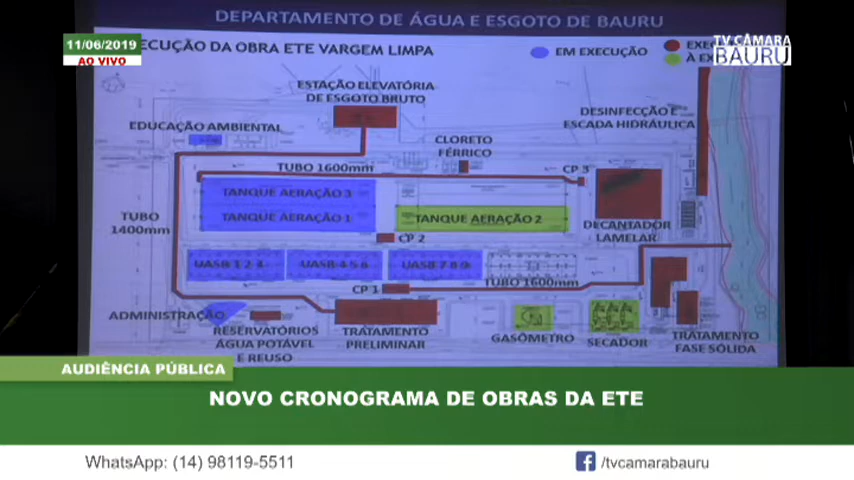 DEPARTAMENTO DE ÁGUA E ESGOTO DE BAURU
11/06/2019
AO VIVO
ECUÇÃO DA OBRA ETE VARGEM LIMPA
EM EXECUÇÃO
À EX
TV CÂMARA
BAURU
ESTAÇÃO ELEVATÓRIA
DE ESGOTO BRUTO
DESINFECÇÃO E
ESCADA HIDRÁULICA
EDUCAÇÃO AMBIENTAL
CLORETO
FÉRRICO
TUBO 1600mm
CP 3
TANQUE AERAÇÃO 3
TUBO
1400mm
TANQUE AERAÇÃO 1
TANQUE AERAÇÃO 2
DECANTADOR
LAMELAR
CP 2
UASB 1 2 3
UASB 4 5 6
UASB 7 8 9
TUBO 1600mm
CP 1
ADMINISTRAÇÃO
RESERVATÓRIOS
ÁGUA POTÁVEL
E REUSO
TRATAMENTO
PRELIMINAR
GASÔMETRO
SECADOR
TRATAMENTO
FASE SÓLIDA
AUDIÊNCIA PÚBLICA
NOVO CRONOGRAMA DE OBRAS DA ETE
WhatsApp: (14) 98119-5511
/tvcamarabauru